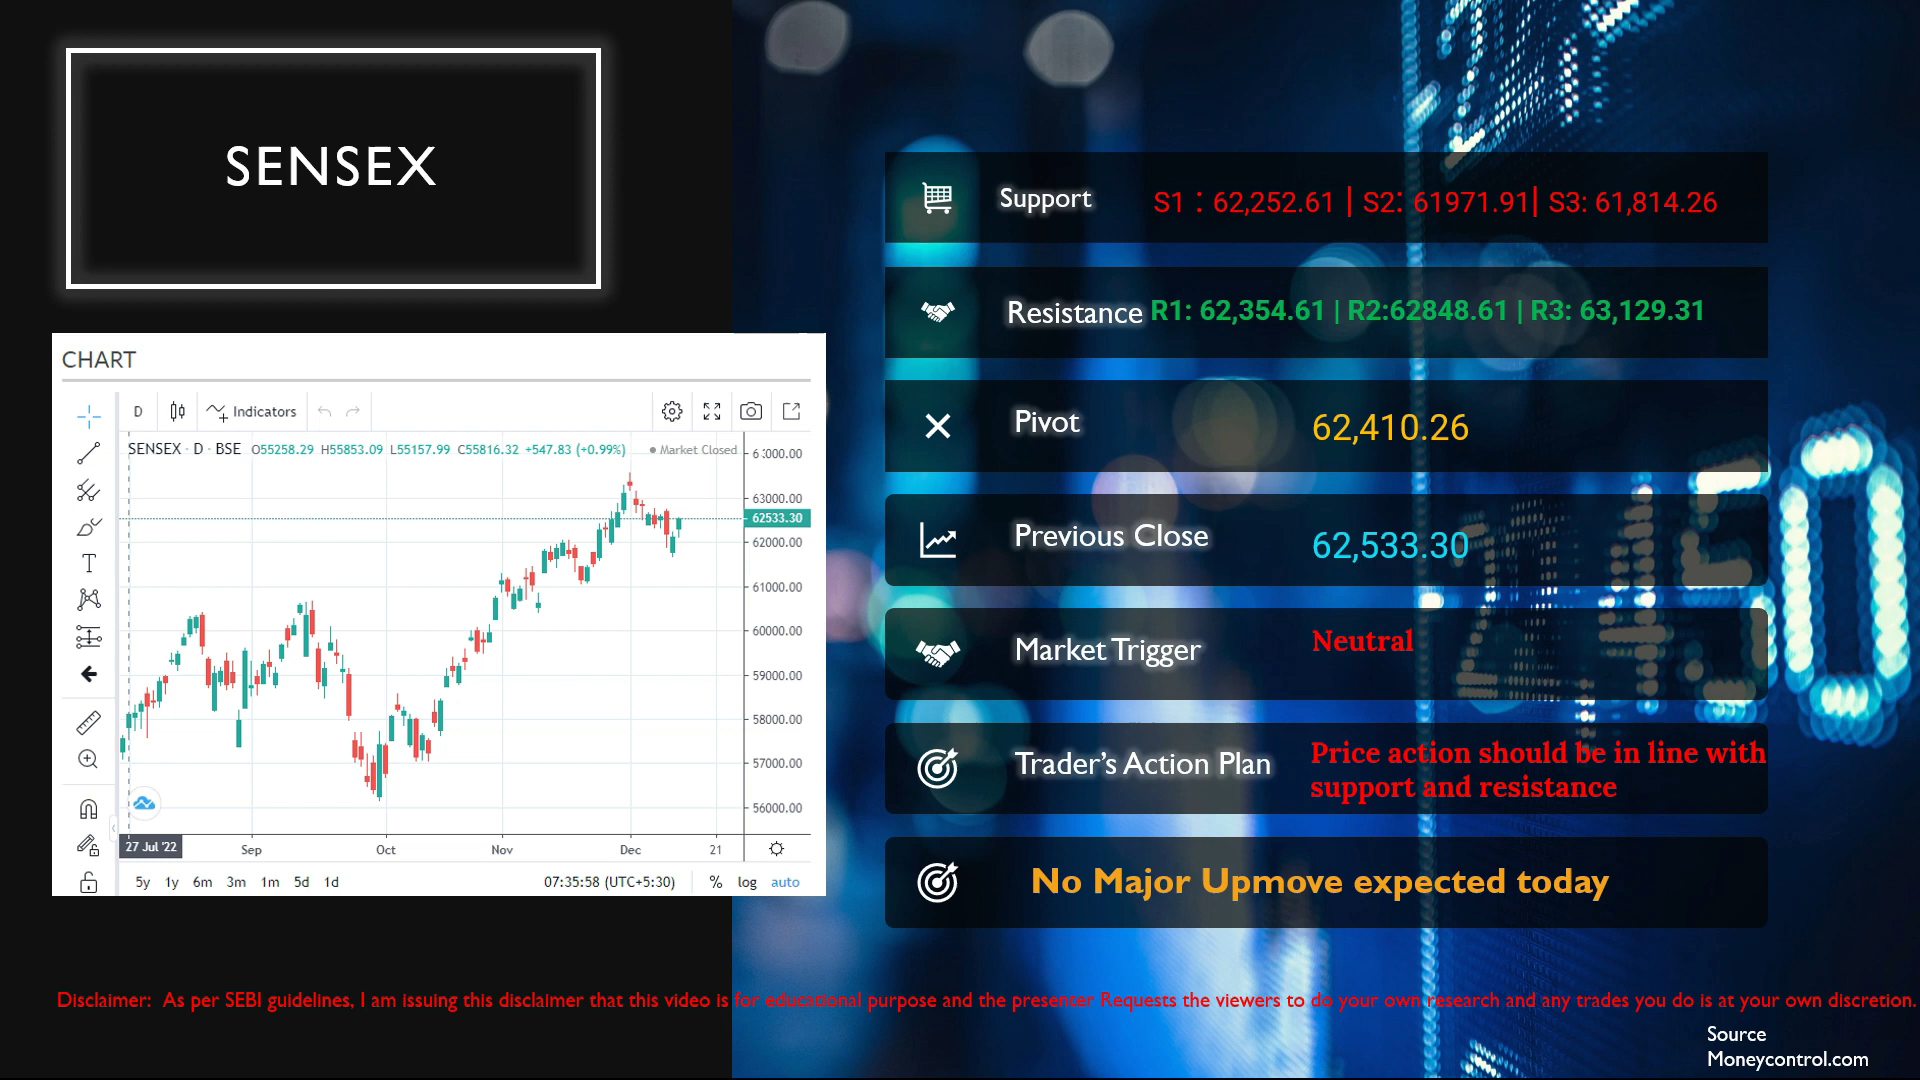 SENSEX
Support S1 : 62,252.61 | S2: 61971.91| S3: 61,814.26
Resistance R1: 62,354.61 | R2:62848.61 | R3: 63,129.31
Pivot 62,410.26
Previous Close 62,533.30
Market Trigger Neutral
Trader's Action Plan Price action should be in line with
support and resistance
No Major Upmove expected today
CHART
D Indicators
SENSEX · D · BSE O55258.29 H55853.09 L55157.99 C55816.32 +547.83 (+0.99%) Market Closed
63000.00
62533.30
62000.00
61000.00
60000.00
59000.00
58000.00
57000.00
56000.00
27 Jul '22 Sep Oct Nov Dec 21
5y 1y 6m 3m 1m 5d 1d 07:35:58 (UTC+5:30) % log auto
Disclaimer: As per SEBI guidelines, I am issuing this disclaimer that this video is for educational purpose and the presenter Requests the viewers to do your own research and any trades you do is at your own discretion.
Source
Moneycontrol.com